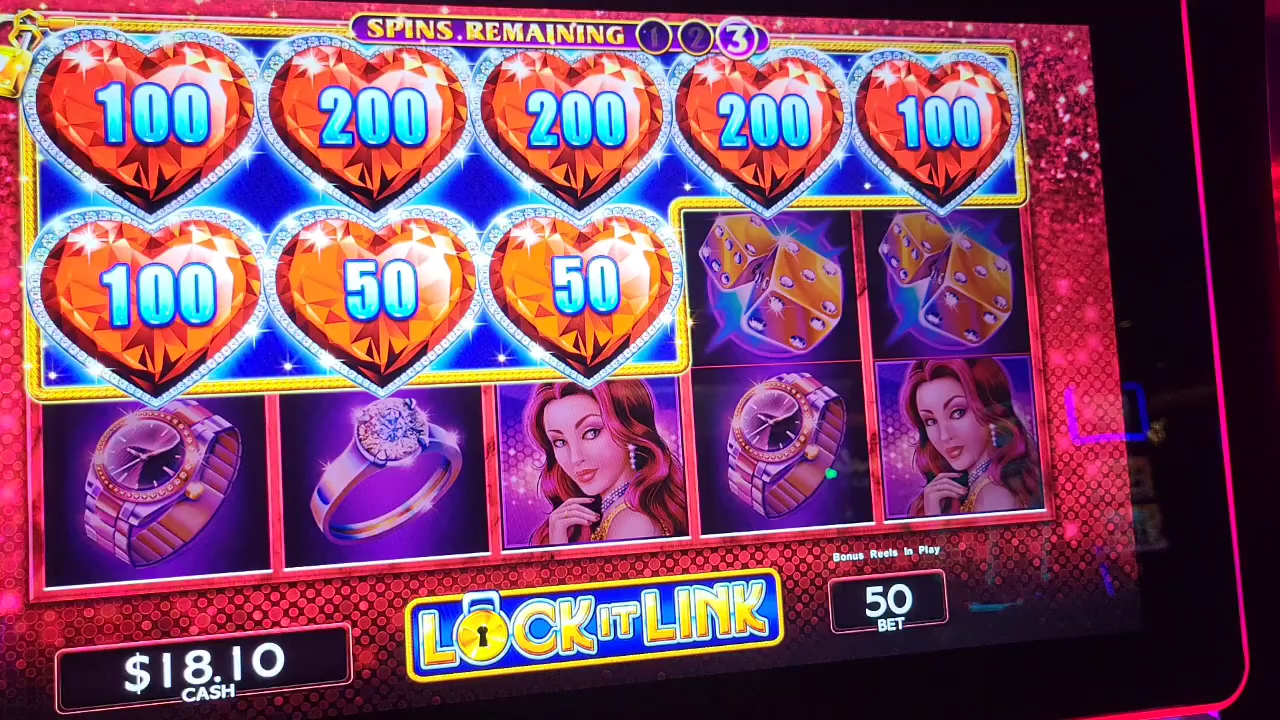 SPINS REMAINING 1 2 3
100 200 200 200 100
100 50 50
Bonus Reels In Play
LOCK IT LINK
50
BET
$18.10
CASH